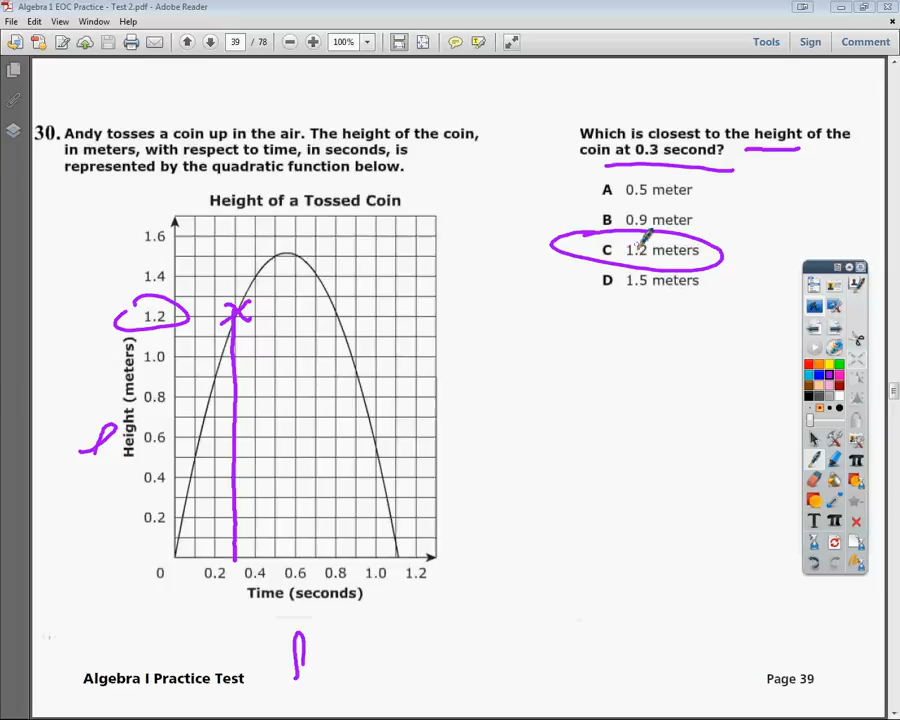 Algebra 1 EOC Practice - Test 2.pdf - Adobe Reader
File Edit View Window Help
39 / 78 100% Tools Sign Comment
30. Andy tosses a coin up in the air. The height of the coin,
in meters, with respect to time, in seconds, is
represented by the quadratic function below.
Height of a Tossed Coin
1.6
1.4
1.2
1.0
0.8
0.6
0.4
0.2
Height (meters)
0 0.2 0.4 0.6 0.8 1.0 1.2
Time (seconds)
Which is closest to the height of the
coin at 0.3 second?
A 0.5 meter
B 0.9 meter
C 1.2 meters
D 1.5 meters
Algebra I Practice Test
Page 39